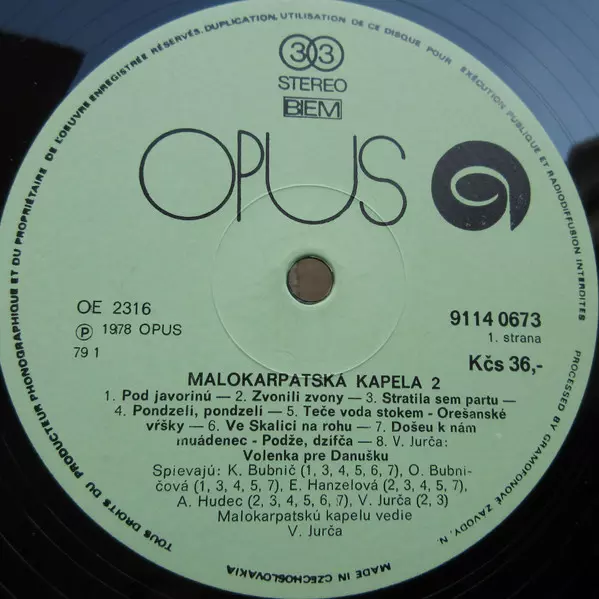 TOUS DROITS DU PRODUCTEUR PHONOGRAPHIQUE ET DU PROPRIÉTAIRE DE L'OEUVRE ENREGISTRÉE RÉSERVÉS. DUPLICATION, UTILISATION DE CE DISQUE POUR EXÉCUTION PUBLIQUE ET RADIODIFFUSION INTERDITES
33
STEREO
BIEM
OPUS
OE 2316
Ⓟ 1978 OPUS
79 1
9114 0673
1. strana
Kčs 36,-
MALOKARPATSKÁ KAPELA 2
1. Pod javorinú — 2. Zvonili zvony — 3. Stratila sem partu —
4. Pondzeli, pondzeli — 5. Teče voda stokem - Orešanské
vŕšky — 6. Ve Skalici na rohu — 7. Došeu k nám
muádenec - Podže, dzífča — 8. V. Jurča:
Volenka pre Danušku
Spievajú: K. Bubnič (1, 3, 4, 5, 6, 7), O. Bubni-
čová (1, 3, 4, 5, 7), E. Hanzelová (2, 3, 4, 5, 7),
A. Hudec (2, 3, 4, 5, 6, 7), V. Jurča (2, 3)
Malokarpatskú kapelu vedie
V. Jurča
PROCESSED BY GRAMOFONOVÉ ZÁVODY, N.
MADE IN CZECHOSLOVAKIA